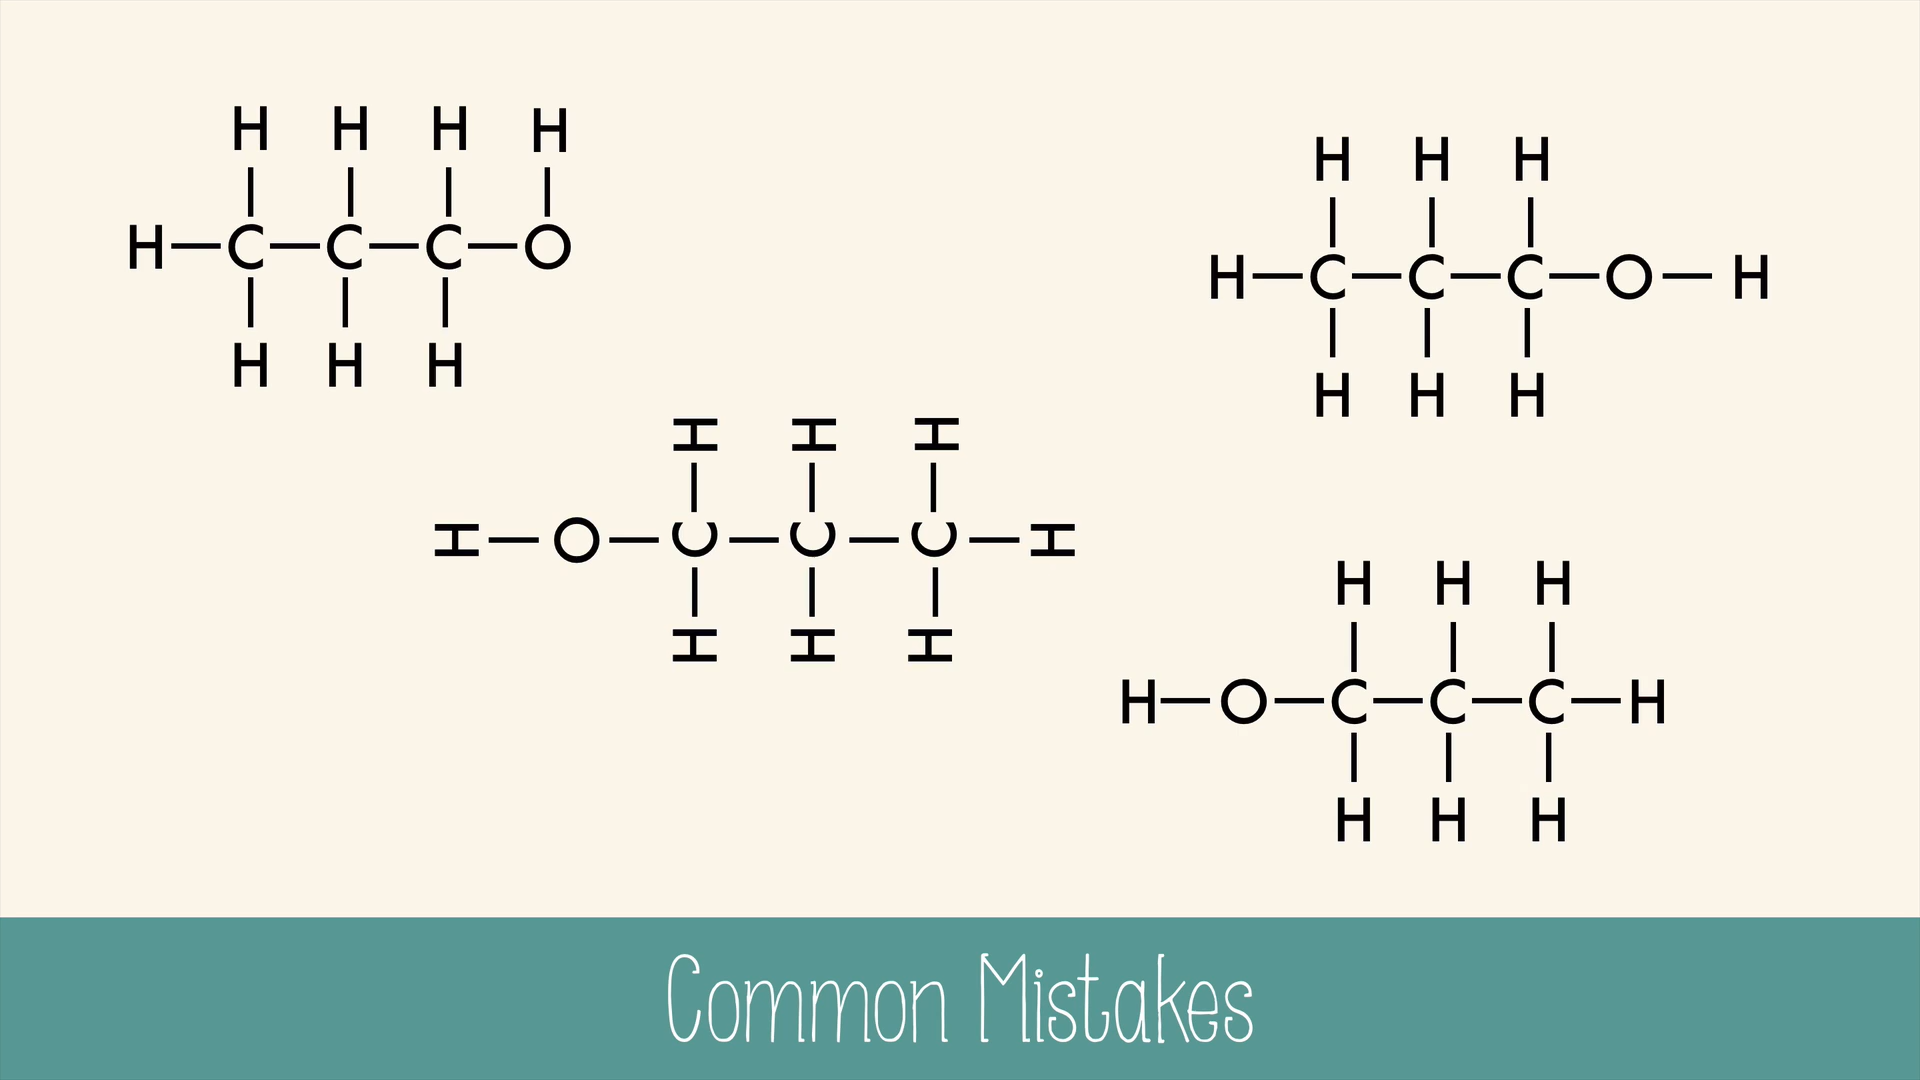 H H H H
H—C—C—C—O
H H H
H H H
H—C—C—C—O—H
H H H
H H H
H—O—C—C—C—H
H H H
H H H
H—O—C—C—C—H
H H H
Common Mistakes